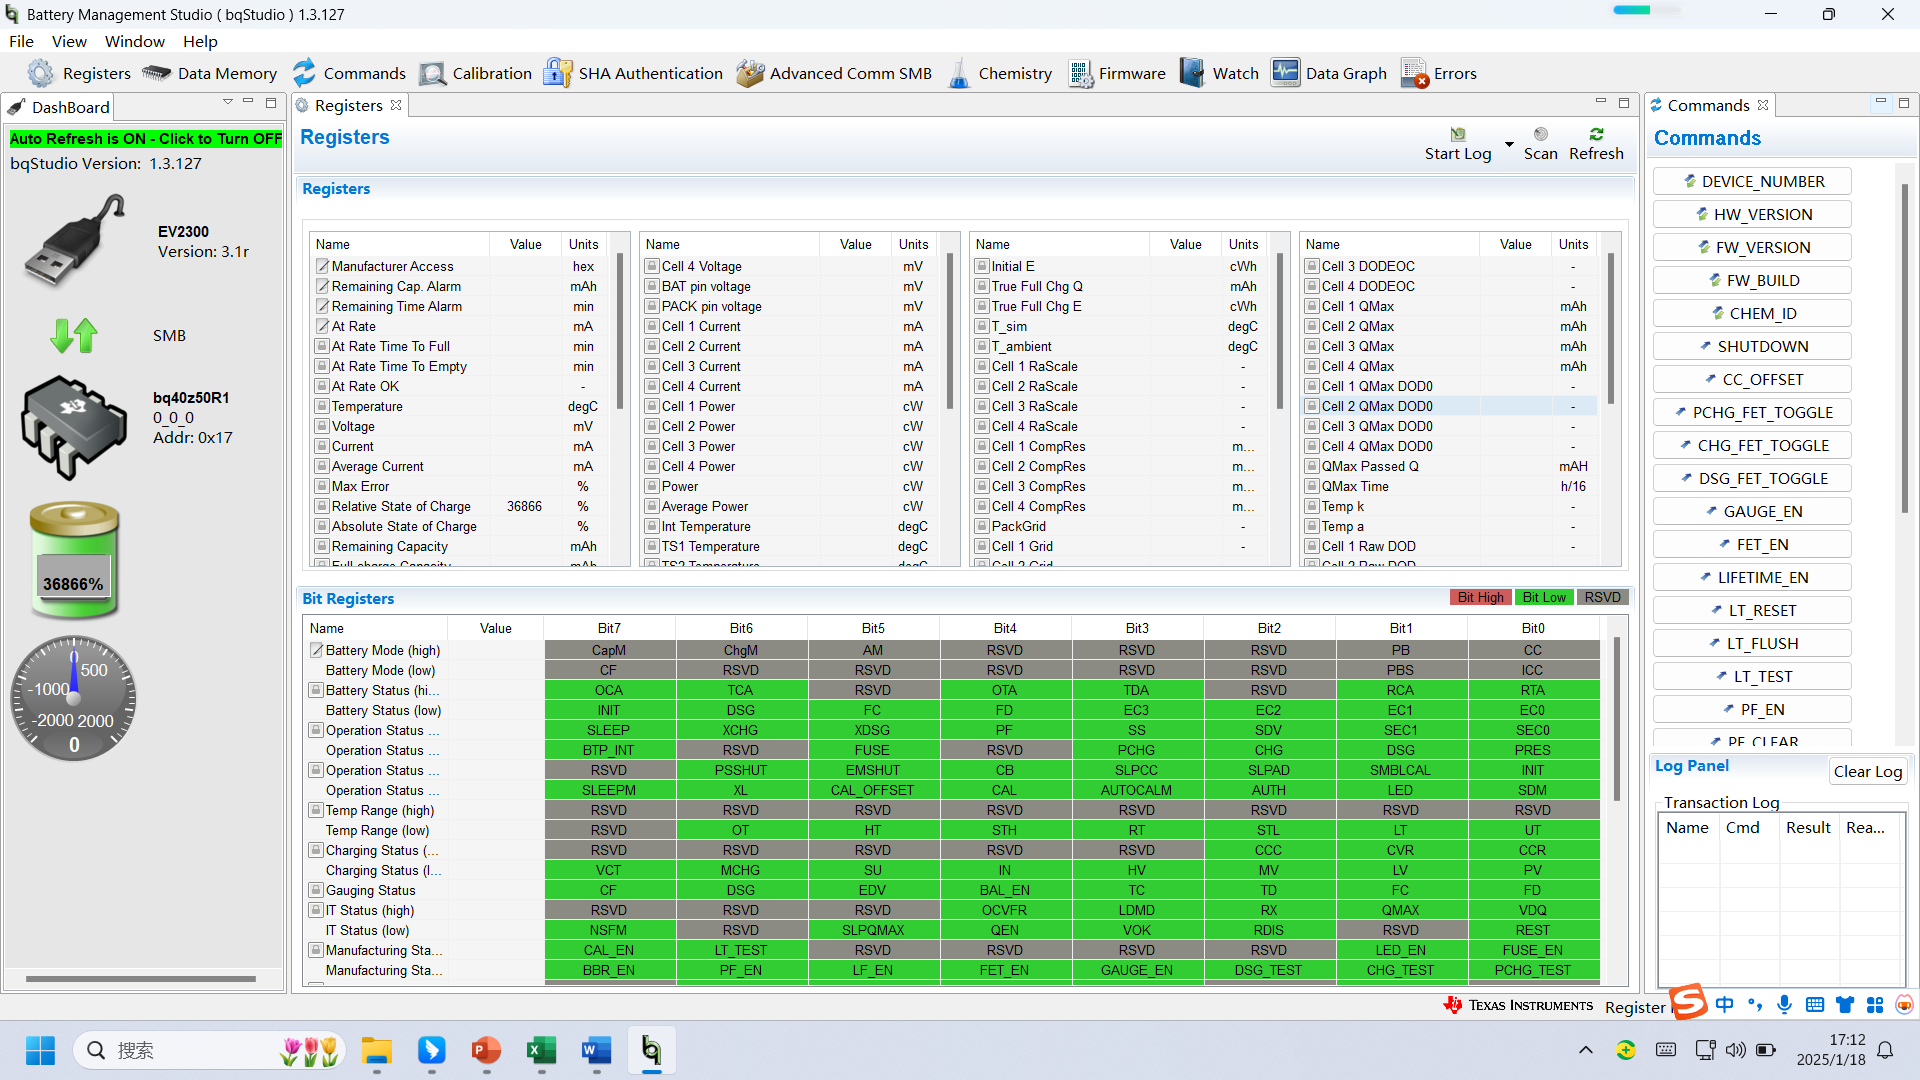 Battery Management Studio ( bqStudio ) 1.3.127
File View Window Help
Registers Data Memory Commands Calibration SHA Authentication Advanced Comm SMB Chemistry Firmware Watch Data Graph Errors
DashBoard
Auto Refresh is ON - Click to Turn OFF
bqStudio Version: 1.3.127
EV2300
Version: 3.1r
SMB
bq40z50R1
0_0_0
Addr: 0x17
36866%
0
500
-1000
-2000 2000
0
Registers
Registers
Start Log Scan Refresh
Registers
Name Value Units
Manufacturer Access hex
Remaining Cap. Alarm mAh
Remaining Time Alarm min
At Rate mA
At Rate Time To Full min
At Rate Time To Empty min
At Rate OK -
Temperature degC
Voltage mV
Current mA
Average Current mA
Max Error %
Relative State of Charge 36866 %
Absolute State of Charge %
Remaining Capacity mAh
Full charge Capacity mAh
Name Value Units
Cell 4 Voltage mV
BAT pin voltage mV
PACK pin voltage mV
Cell 1 Current mA
Cell 2 Current mA
Cell 3 Current mA
Cell 4 Current mA
Cell 1 Power cW
Cell 2 Power cW
Cell 3 Power cW
Cell 4 Power cW
Power cW
Average Power cW
Int Temperature degC
TS1 Temperature degC
TS2 Temperature degC
Name Value Units
Initial E cWh
True Full Chg Q mAh
True Full Chg E cWh
T_sim degC
T_ambient degC
Cell 1 RaScale -
Cell 2 RaScale -
Cell 3 RaScale -
Cell 4 RaScale -
Cell 1 CompRes m...
Cell 2 CompRes m...
Cell 3 CompRes m...
Cell 4 CompRes m...
PackGrid -
Cell 1 Grid -
Cell 2 Grid
Name Value Units
Cell 3 DODEOC -
Cell 4 DODEOC -
Cell 1 QMax mAh
Cell 2 QMax mAh
Cell 3 QMax mAh
Cell 4 QMax mAh
Cell 1 QMax DOD0 -
Cell 2 QMax DOD0 -
Cell 3 QMax DOD0 -
Cell 4 QMax DOD0 -
QMax Passed Q mAH
QMax Time h/16
Temp k -
Temp a -
Cell 1 Raw DOD -
Cell 2 Raw DOD
Bit Registers Bit High Bit Low RSVD
Name Value Bit7 Bit6 Bit5 Bit4 Bit3 Bit2 Bit1 Bit0
Battery Mode (high) CapM ChgM AM RSVD RSVD RSVD PB CC
Battery Mode (low) CF RSVD RSVD RSVD RSVD RSVD PBS ICC
Battery Status (hi... OCA TCA RSVD OTA TDA RSVD RCA RTA
Battery Status (low) INIT DSG FC FD EC3 EC2 EC1 EC0
Operation Status ... SLEEP XCHG XDSG PF SS SDV SEC1 SEC0
Operation Status ... BTP_INT RSVD FUSE RSVD PCHG CHG DSG PRES
Operation Status ... RSVD PSSHUT EMSHUT CB SLPCC SLPAD SMBLCAL INIT
Operation Status ... SLEEPM XL CAL_OFFSET CAL AUTOCALM AUTH LED SDM
Temp Range (high) RSVD RSVD RSVD RSVD RSVD RSVD RSVD RSVD
Temp Range (low) RSVD OT HT STH RT STL LT UT
Charging Status (... RSVD RSVD RSVD RSVD RSVD CCC CVR CCR
Charging Status (l... VCT MCHG SU IN HV MV LV PV
Gauging Status CF DSG EDV BAL_EN TC TD FC FD
IT Status (high) RSVD RSVD RSVD OCVFR LDMD RX QMAX VDQ
IT Status (low) NSFM RSVD SLPQMAX QEN VOK RDIS RSVD REST
Manufacturing Sta... CAL_EN LT_TEST RSVD RSVD RSVD RSVD LED_EN FUSE_EN
Manufacturing Sta... BBR_EN PF_EN LF_EN FET_EN GAUGE_EN DSG_TEST CHG_TEST PCHG_TEST
TEXAS INSTRUMENTS Register
Commands
Commands
DEVICE_NUMBER
HW_VERSION
FW_VERSION
FW_BUILD
CHEM_ID
SHUTDOWN
CC_OFFSET
PCHG_FET_TOGGLE
CHG_FET_TOGGLE
DSG_FET_TOGGLE
GAUGE_EN
FET_EN
LIFETIME_EN
LT_RESET
LT_FLUSH
LT_TEST
PF_EN
PF_CLEAR
Log Panel Clear Log
Transaction Log
Name Cmd Result Rea...
中
搜索
17:12
2025/1/18